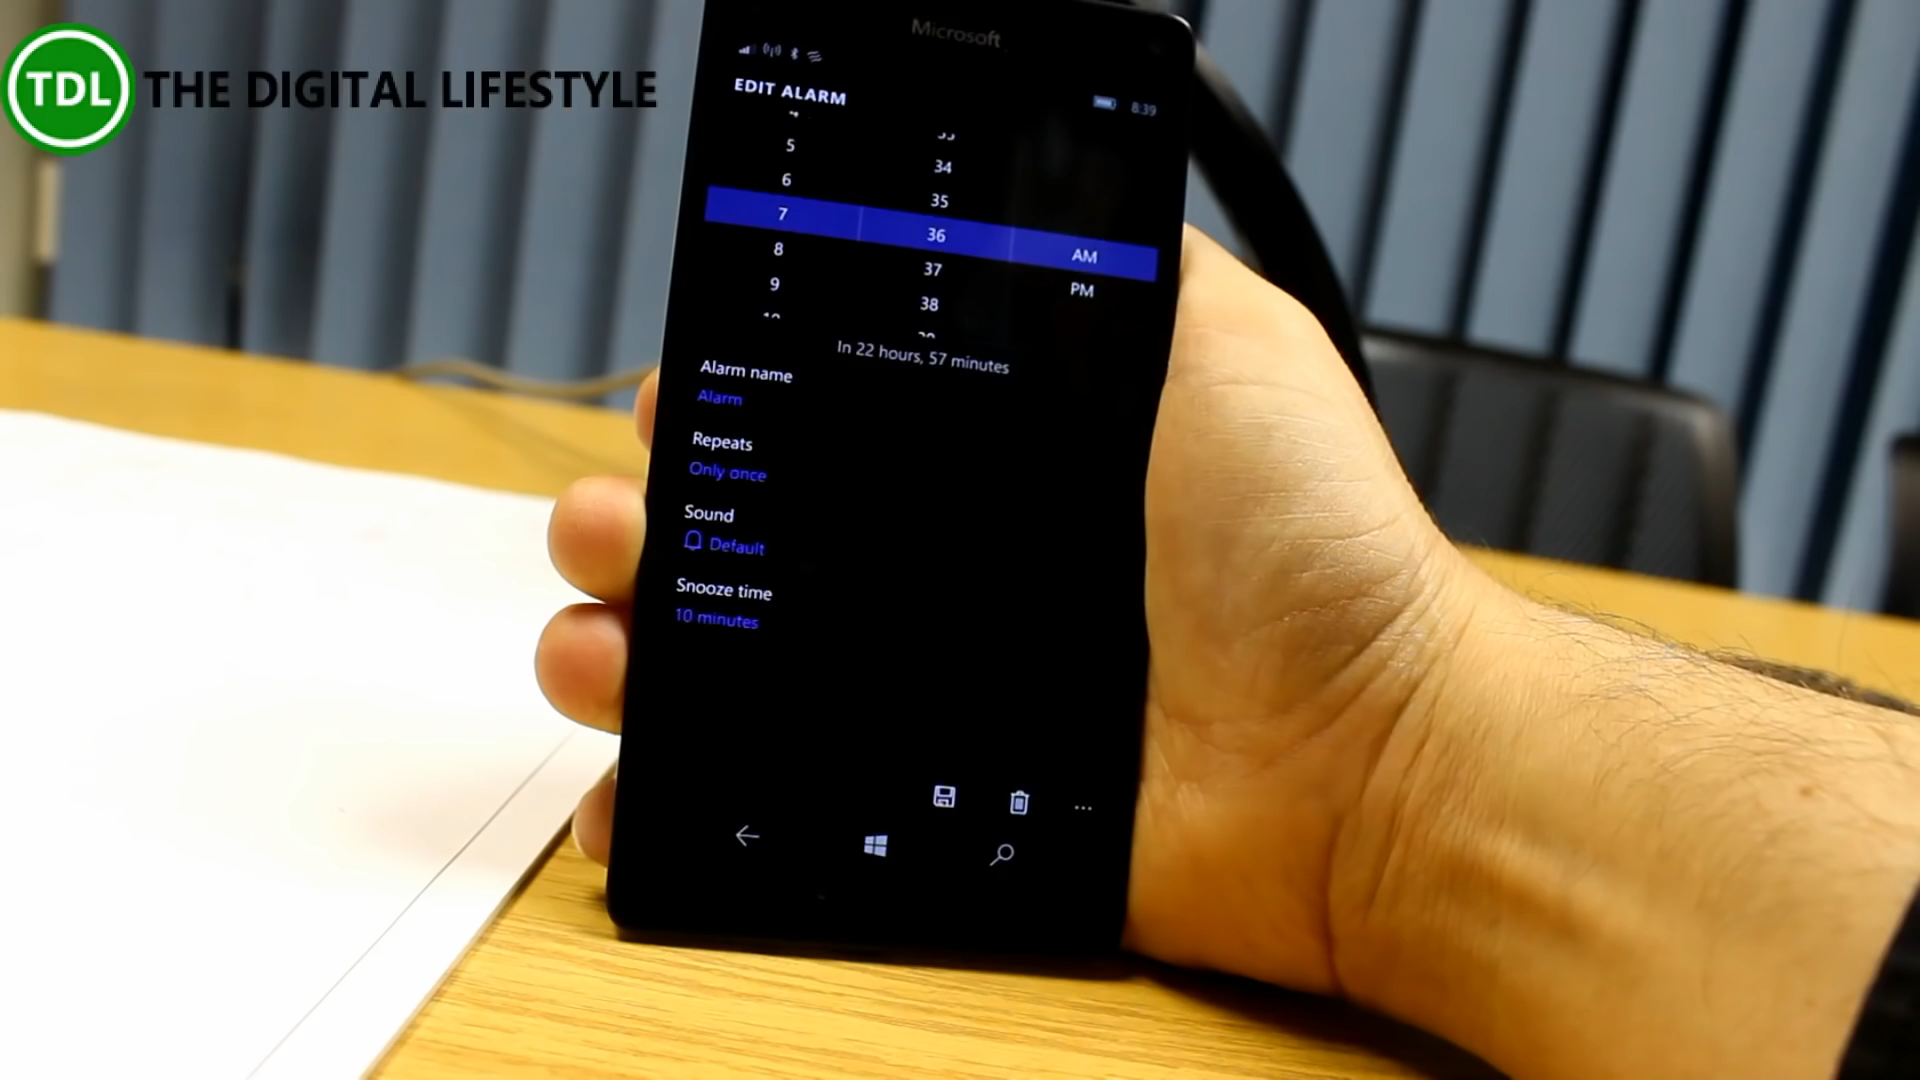 TDL THE DIGITAL LIFESTYLE
Microsoft
8:39
EDIT ALARM
5
34
6
35
7
36
AM
8
37
PM
9
38
In 22 hours, 57 minutes
Alarm name
Alarm
Repeats
Only once
Sound
Default
Snooze time
10 minutes